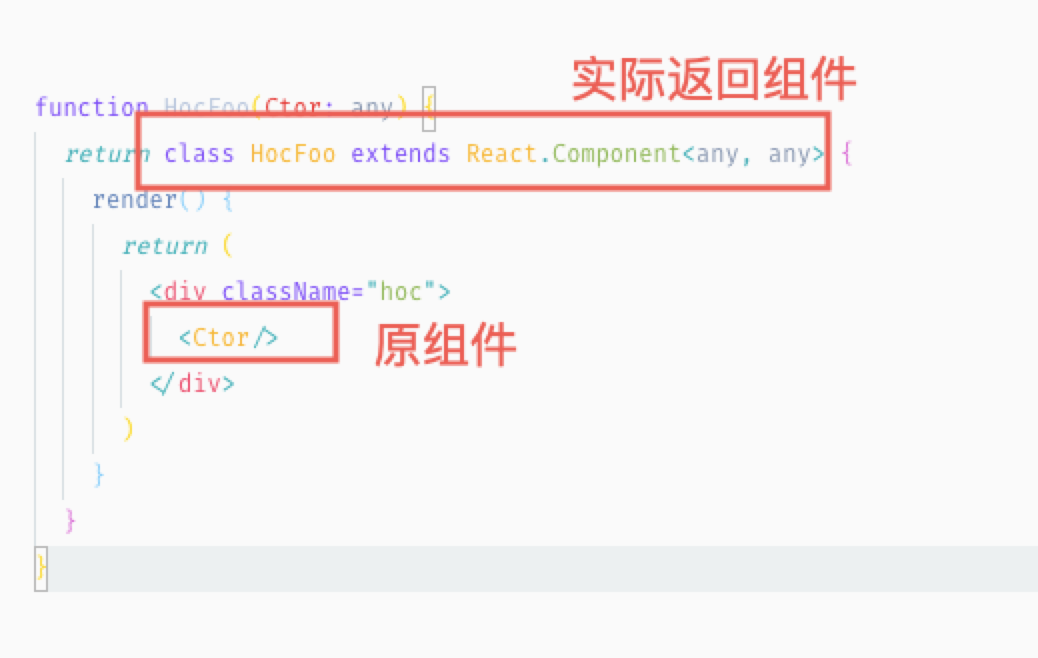 实际返回组件
function HocFoo(Ctor: any) {
return class HocFoo extends React.Component<any, any> {
render() {
return (
<div className="hoc">
<Ctor/>
原组件
</div>
)
}
}
}